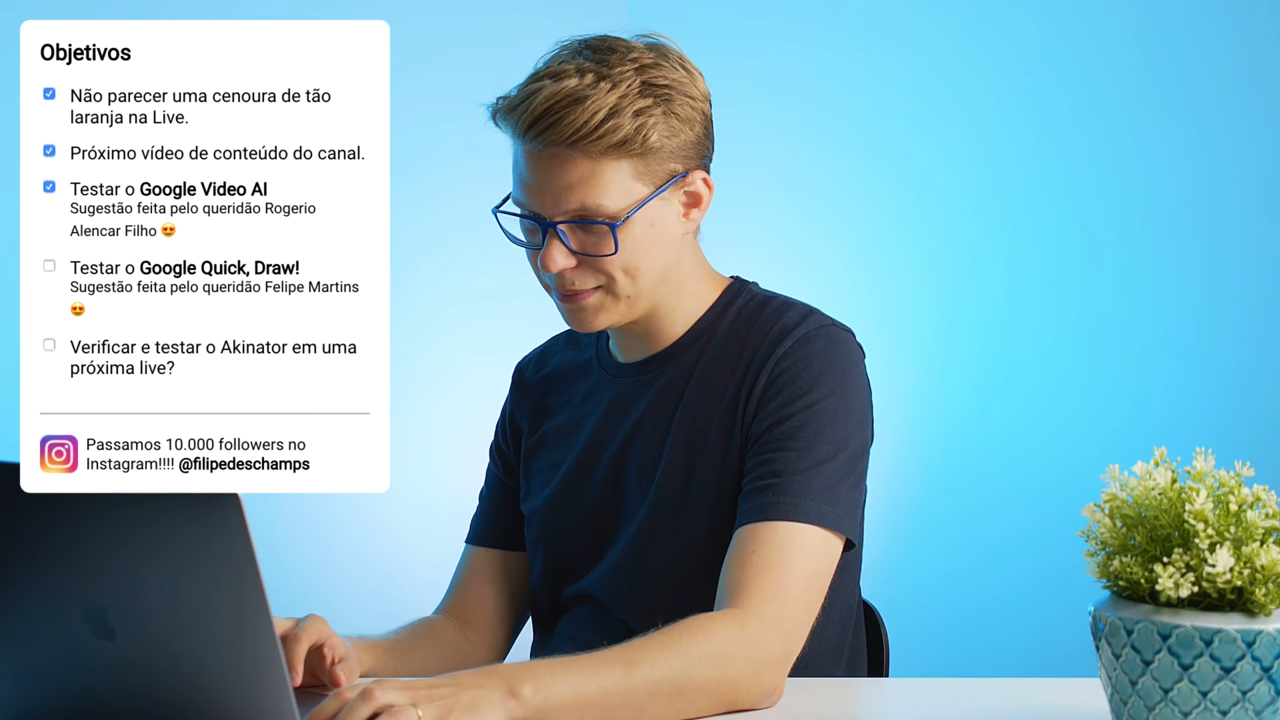 Objetivos
Não parecer uma cenoura de tão
laranja na Live.
Próximo vídeo de conteúdo do canal.
Testar o Google Video AI
Sugestão feita pelo queridão Rogerio
Alencar Filho 😍
Testar o Google Quick, Draw!
Sugestão feita pelo queridão Felipe Martins
😍
Verificar e testar o Akinator em uma
próxima live?
Passamos 10.000 followers no
Instagram!!!! @filipedeschamps